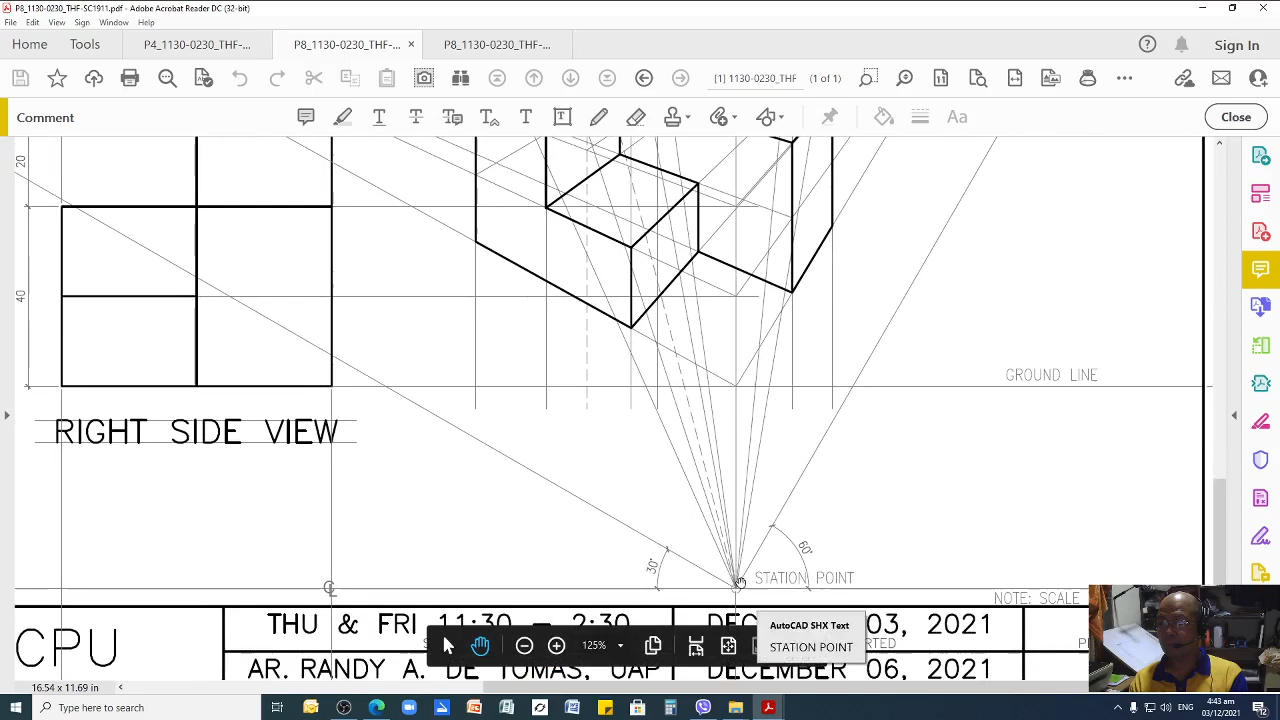 P8_1130-0230_THF-SC1911.pdf - Adobe Acrobat Reader DC (32-bit)
File Edit View Sign Window Help
Home Tools P4_1130-0230_THF-... P8_1130-0230_THF-... × P8_1130-0230_THF-... Sign In
[1] 1130-0230_THF (1 of 1)
Comment Close
20
40
GROUND LINE
RIGHT SIDE VIEW
30°
60°
STATION POINT
NOTE: SCALE
CPU
THU & FRI 11:30 - 2:30
AR. RANDY A. DE TOMAS, UAP
DECEMBER 06, 2021
AutoCAD SHX Text
STATION POINT
125%
16.54 x 11.69 in
Type here to search
ENG
4:43 am
03/12/2021
12